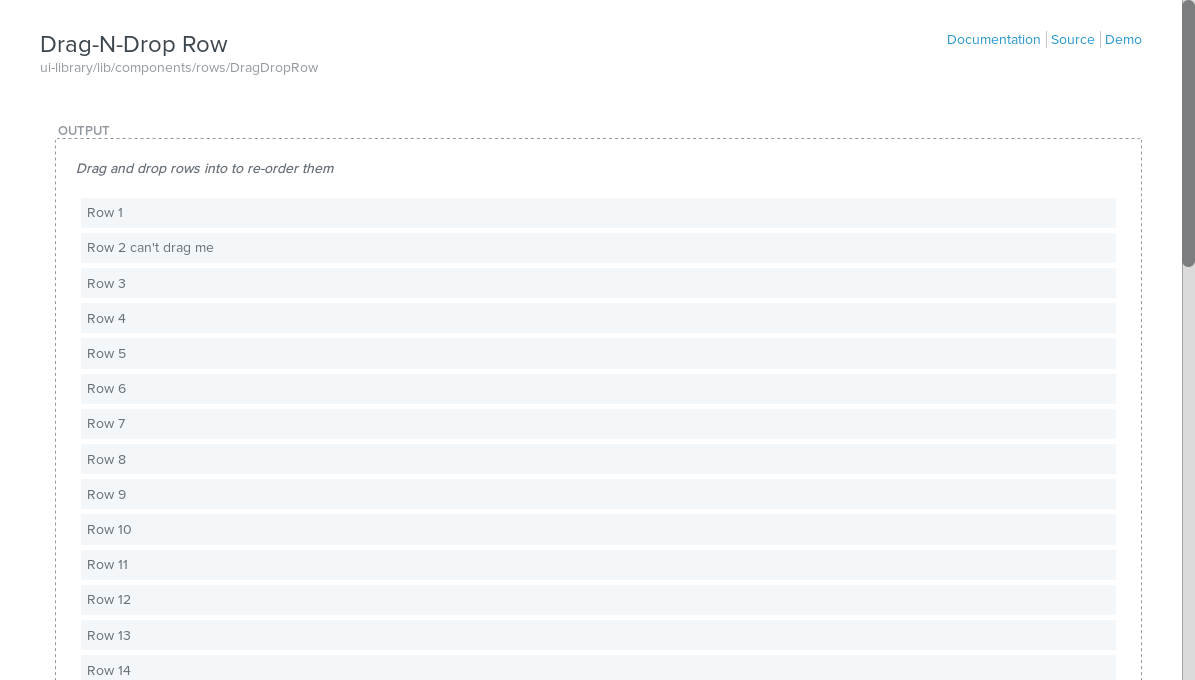 Drag-N-Drop Row
Documentation Source Demo
ui-library/lib/components/rows/DragDropRow
OUTPUT
Drag and drop rows into to re-order them
Row 1
Row 2 can't drag me
Row 3
Row 4
Row 5
Row 6
Row 7
Row 8
Row 9
Row 10
Row 11
Row 12
Row 13
Row 14